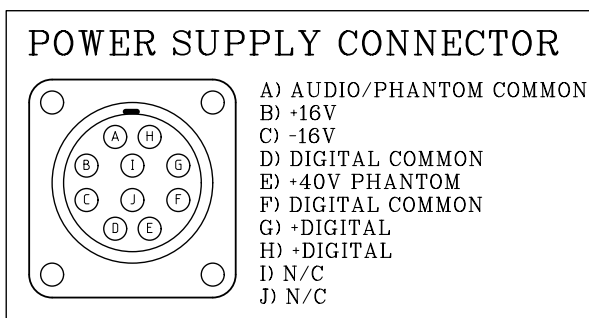 POWER SUPPLY CONNECTOR
A) AUDIO/PHANTOM COMMON
B) +16V
C) -16V
D) DIGITAL COMMON
E) +40V PHANTOM
F) DIGITAL COMMON
G) +DIGITAL
H) +DIGITAL
I) N/C
J) N/C
A H
B I G
C J F
D E